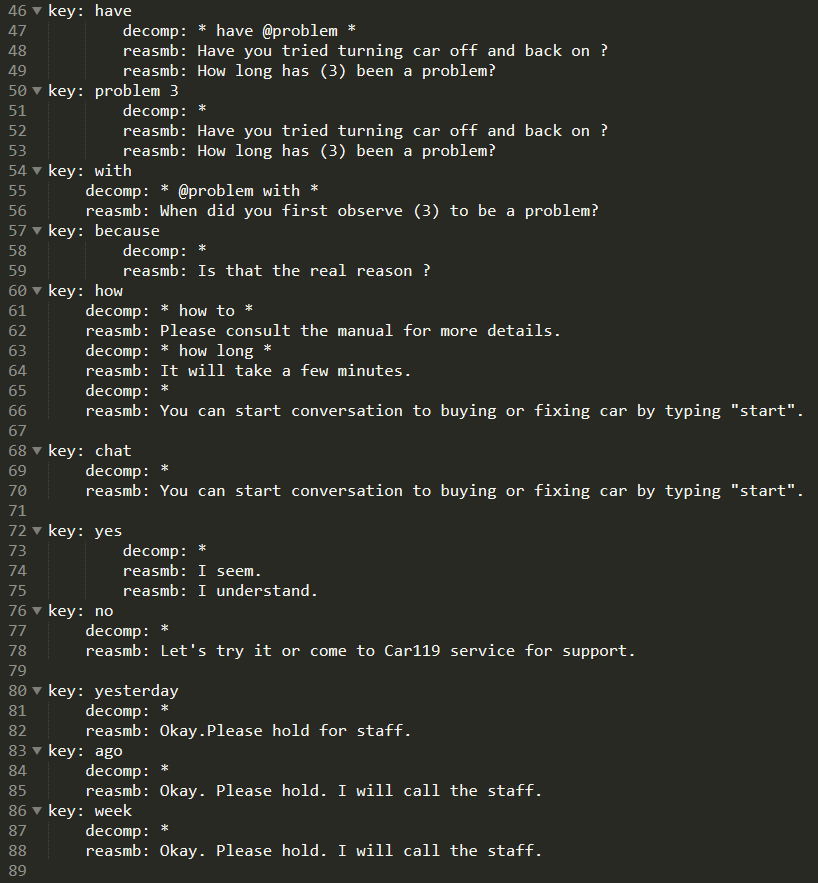 46 key: have
47 decomp: * have @problem *
48 reasmb: Have you tried turning car off and back on ?
49 reasmb: How long has (3) been a problem?
50 key: problem 3
51 decomp: *
52 reasmb: Have you tried turning car off and back on ?
53 reasmb: How long has (3) been a problem?
54 key: with
55 decomp: * @problem with *
56 reasmb: When did you first observe (3) to be a problem?
57 key: because
58 decomp: *
59 reasmb: Is that the real reason ?
60 key: how
61 decomp: * how to *
62 reasmb: Please consult the manual for more details.
63 decomp: * how long *
64 reasmb: It will take a few minutes.
65 decomp: *
66 reasmb: You can start conversation to buying or fixing car by typing "start".
67
68 key: chat
69 decomp: *
70 reasmb: You can start conversation to buying or fixing car by typing "start".
71
72 key: yes
73 decomp: *
74 reasmb: I seem.
75 reasmb: I understand.
76 key: no
77 decomp: *
78 reasmb: Let's try it or come to Car119 service for support.
79
80 key: yesterday
81 decomp: *
82 reasmb: Okay.Please hold for staff.
83 key: ago
84 decomp: *
85 reasmb: Okay. Please hold. I will call the staff.
86 key: week
87 decomp: *
88 reasmb: Okay. Please hold. I will call the staff.
89